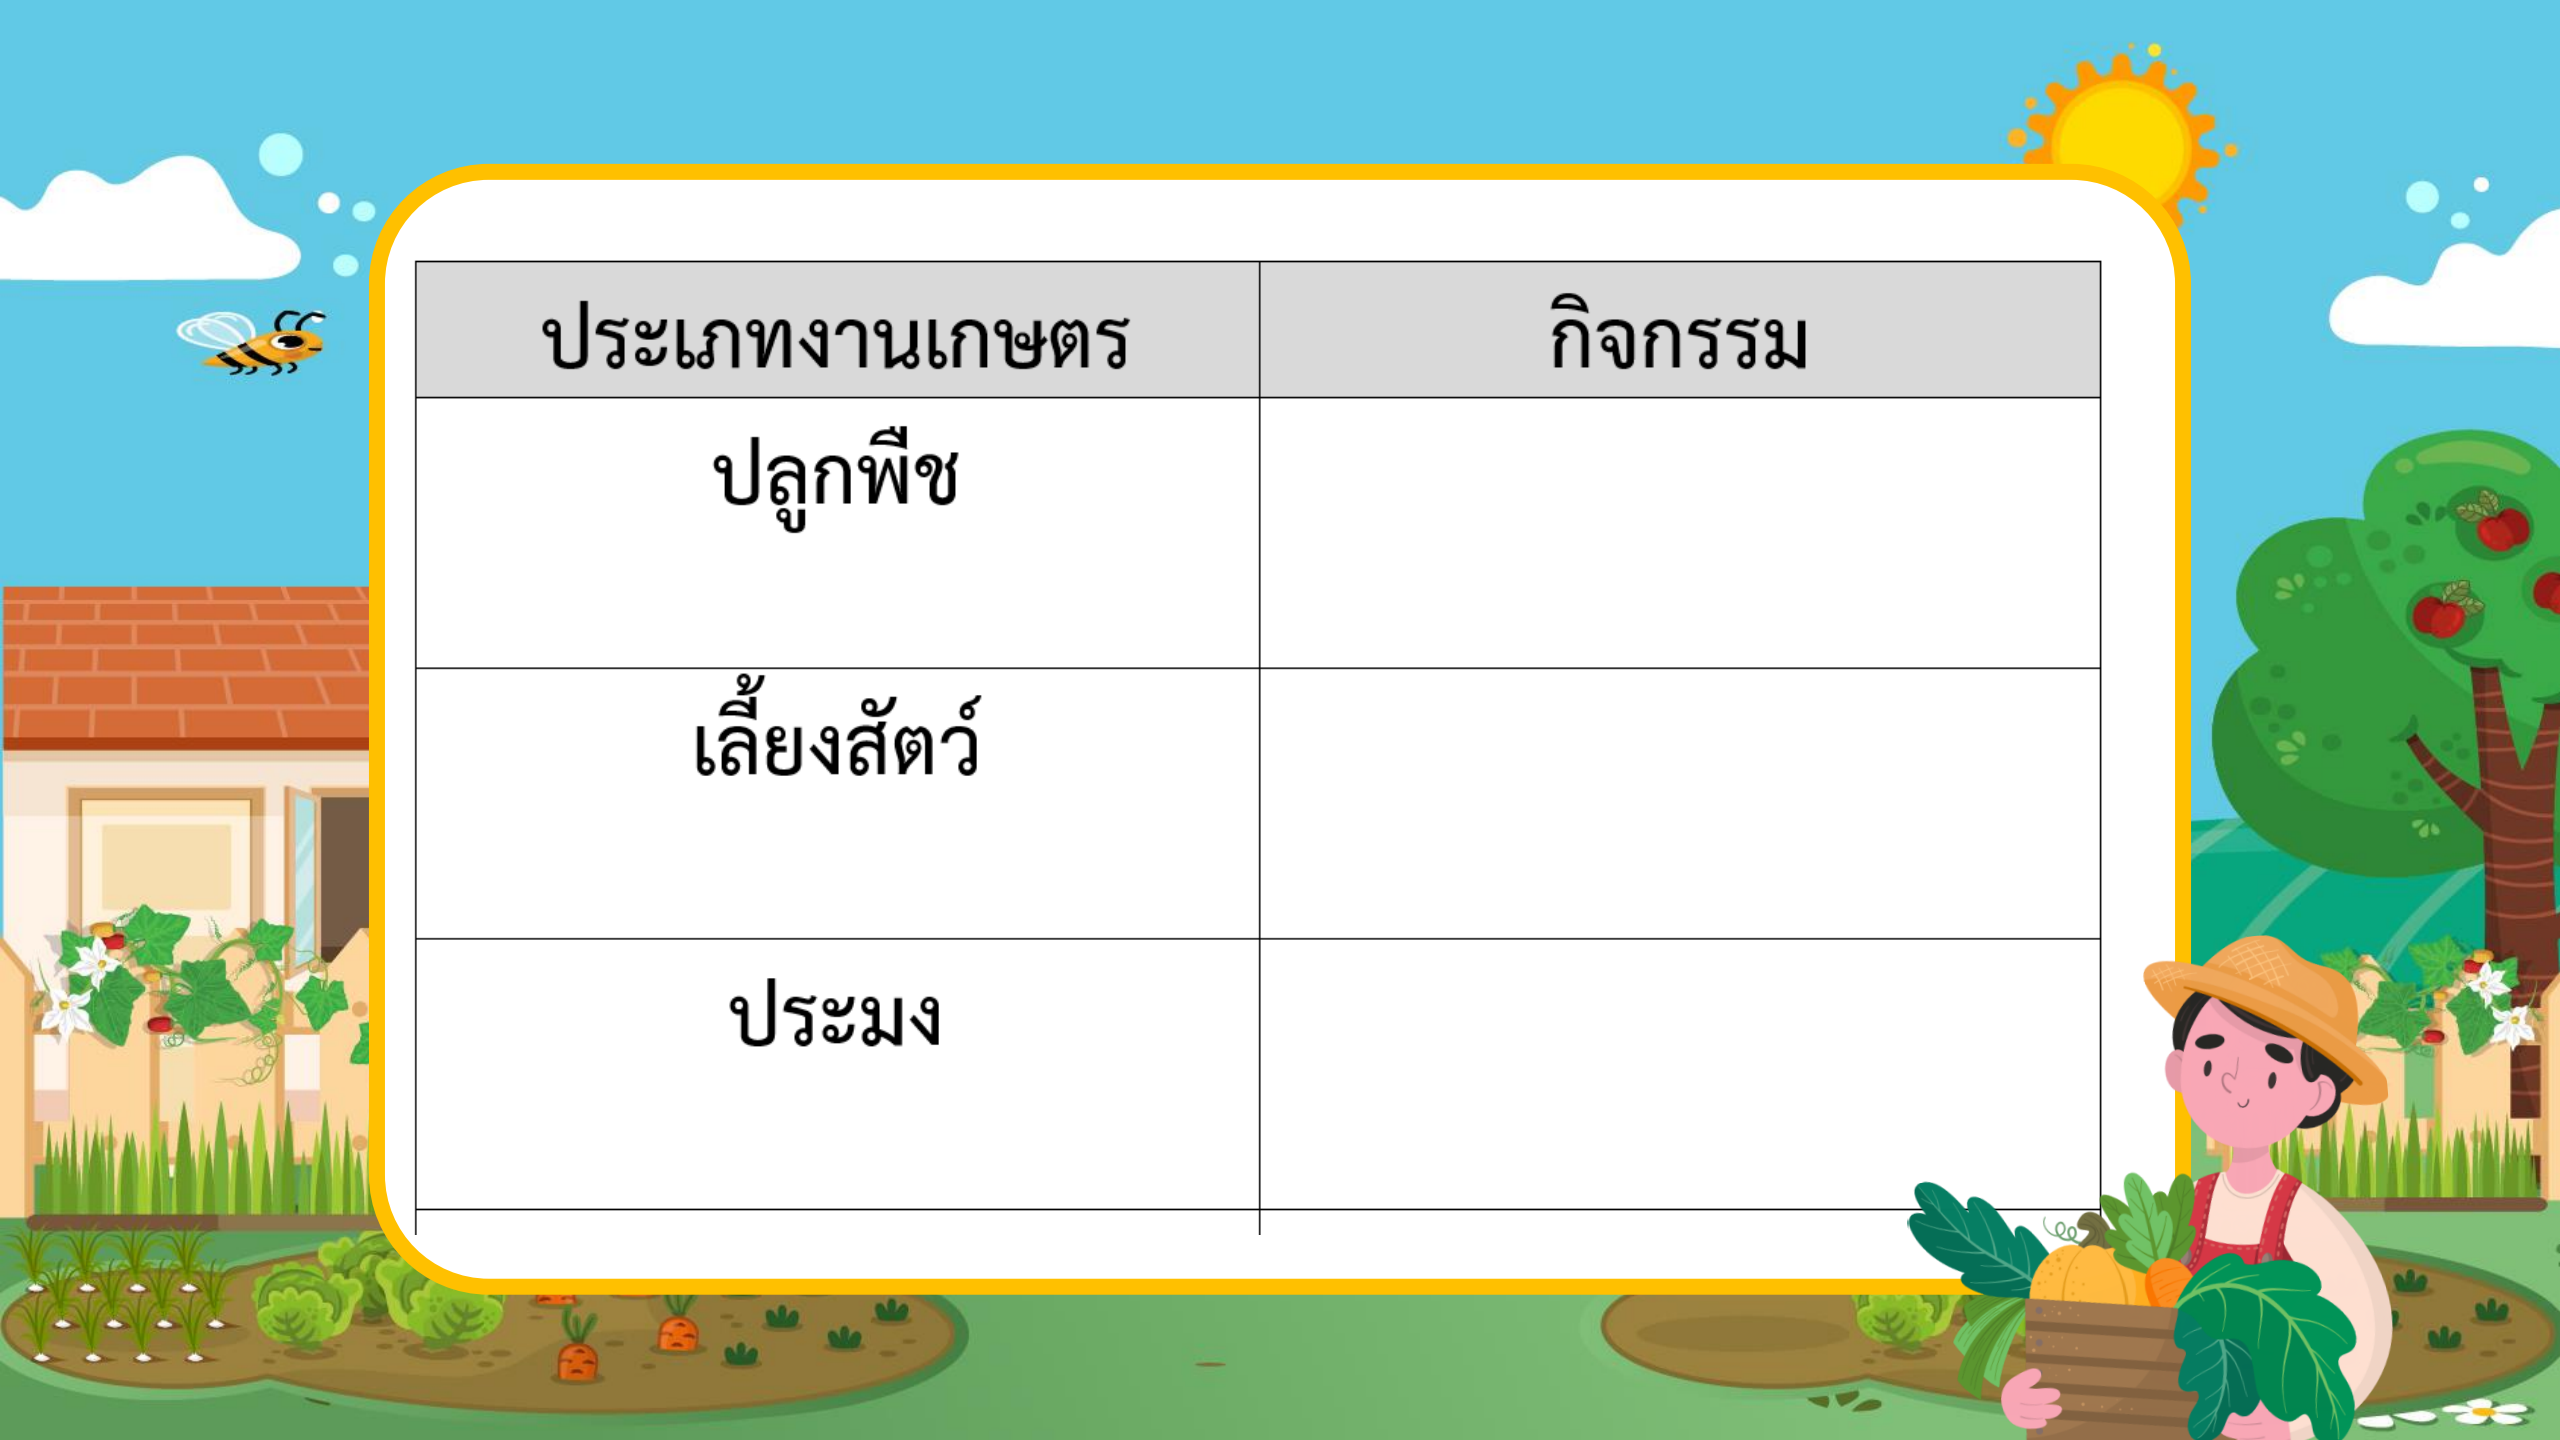 ประเภทงานเกษตร กิจกรรม
ปลูกพืช
เลี้ยงสัตว์
ประมง